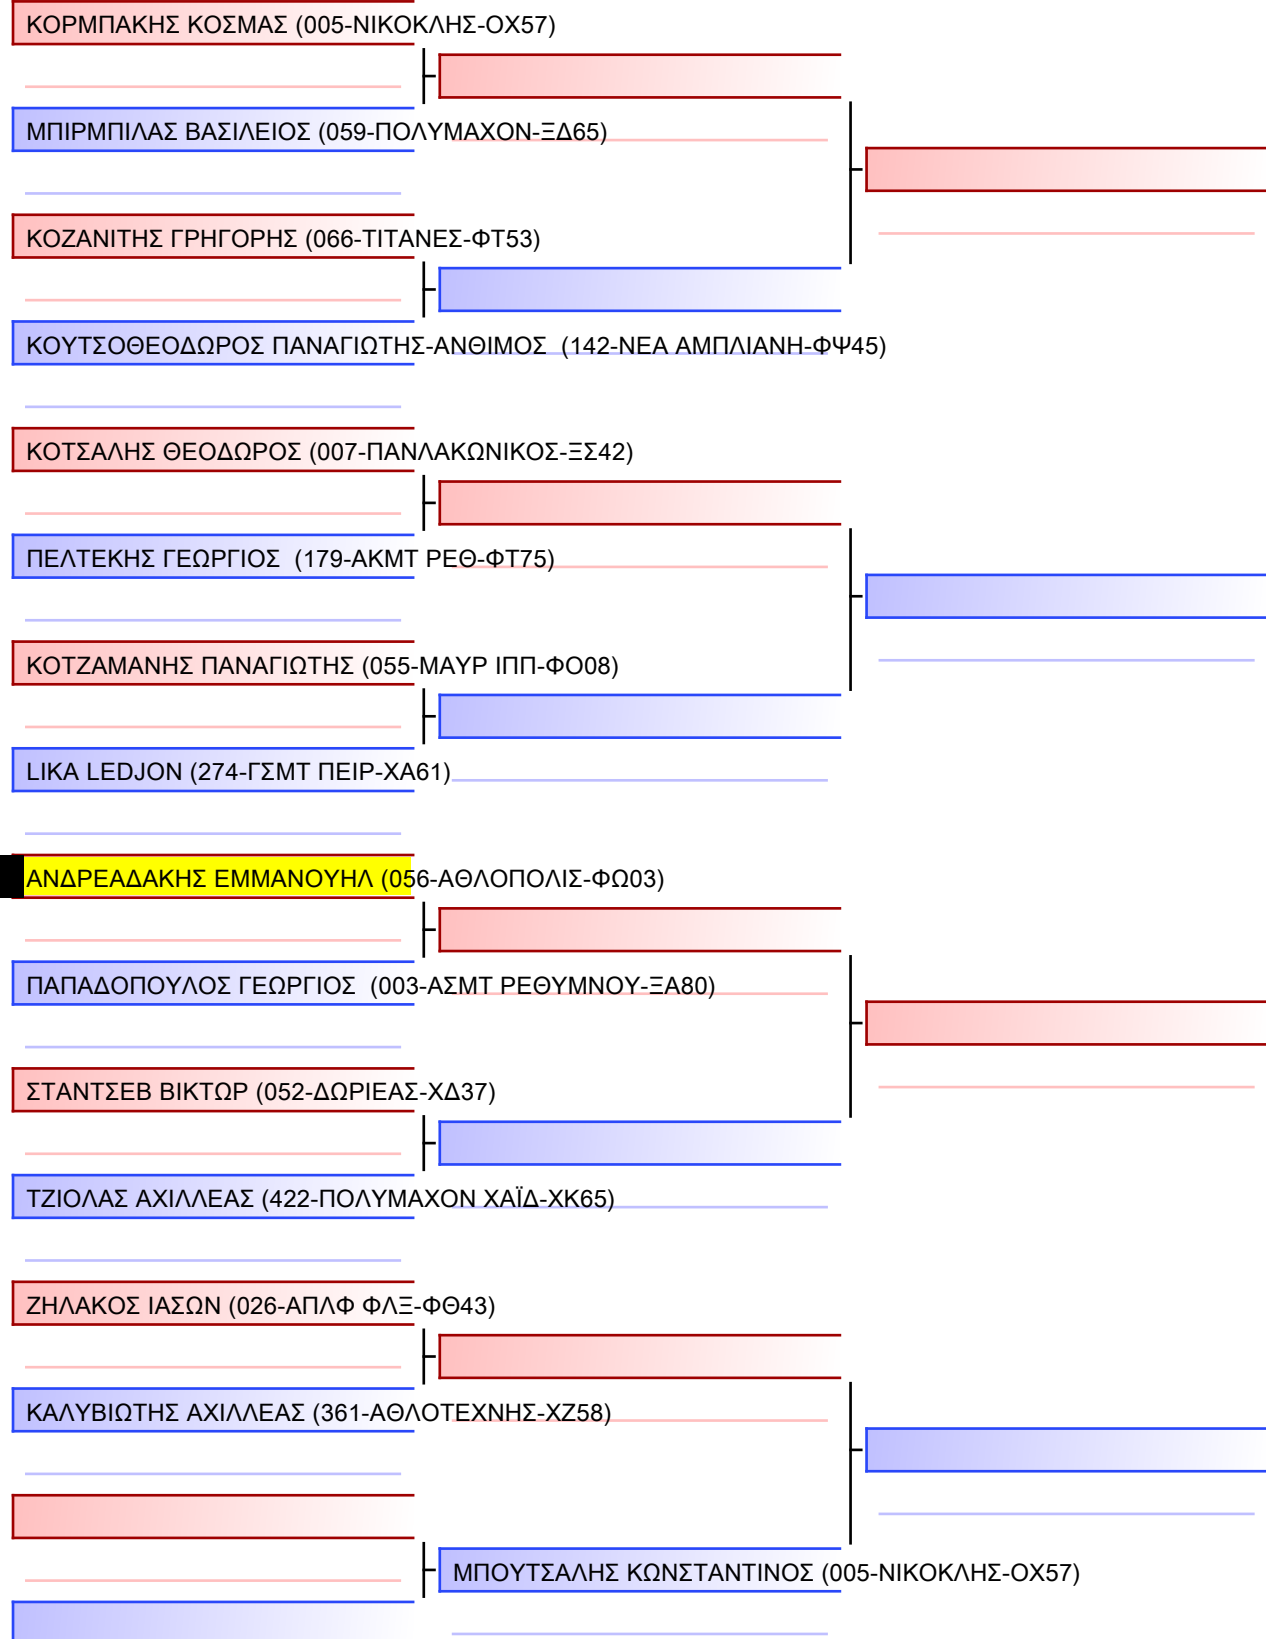 ΚΟΡΜΠΑΚΗΣ ΚΟΣΜΑΣ (005-ΝΙΚΟΚΛΗΣ-ΟΧ57)
ΜΠΙΡΜΠΙΛΑΣ ΒΑΣΙΛΕΙΟΣ (059-ΠΟΛΥΜΑΧΟΝ-ΞΔ65)
ΚΟΖΑΝΙΤΗΣ ΓΡΗΓΟΡΗΣ (066-ΤΙΤΑΝΕΣ-ΦΤ53)
ΚΟΥΤΣΟΘΕΟΔΩΡΟΣ ΠΑΝΑΓΙΩΤΗΣ-ΑΝΘΙΜΟΣ (142-ΝΕΑ ΑΜΠΛΙΑΝΗ-ΦΨ45)
ΚΟΤΣΑΛΗΣ ΘΕΟΔΩΡΟΣ (007-ΠΑΝΛΑΚΩΝΙΚΟΣ-ΞΣ42)
ΠΕΛΤΕΚΗΣ ΓΕΩΡΓΙΟΣ (179-ΑΚΜΤ ΡΕΘ-ΦΤ75)
ΚΟΤΖΑΜΑΝΗΣ ΠΑΝΑΓΙΩΤΗΣ (055-ΜΑΥΡ ΙΠΠ-ΦΟ08)
LIKA LEDJON (274-ΓΣΜΤ ΠΕΙΡ-ΧΑ61)
ΑΝΔΡΕΑΔΑΚΗΣ ΕΜΜΑΝΟΥΗΛ (056-ΑΘΛΟΠΟΛΙΣ-ΦΩ03)
ΠΑΠΑΔΟΠΟΥΛΟΣ ΓΕΩΡΓΙΟΣ (003-ΑΣΜΤ ΡΕΘΥΜΝΟΥ-ΞΑ80)
ΣΤΑΝΤΣΕΒ ΒΙΚΤΩΡ (052-ΔΩΡΙΕΑΣ-ΧΔ37)
ΤΖΙΟΛΑΣ ΑΧΙΛΛΕΑΣ (422-ΠΟΛΥΜΑΧΟΝ ΧΑΪΔ-ΧΚ65)
ΖΗΛΑΚΟΣ ΙΑΣΩΝ (026-ΑΠΛΦ ΦΛΞ-ΦΘ43)
ΚΑΛΥΒΙΩΤΗΣ ΑΧΙΛΛΕΑΣ (361-ΑΘΛΟΤΕΧΝΗΣ-ΧΖ58)
ΜΠΟΥΤΣΑΛΗΣ ΚΩΝΣΤΑΝΤΙΝΟΣ (005-ΝΙΚΟΚΛΗΣ-ΟΧ57)